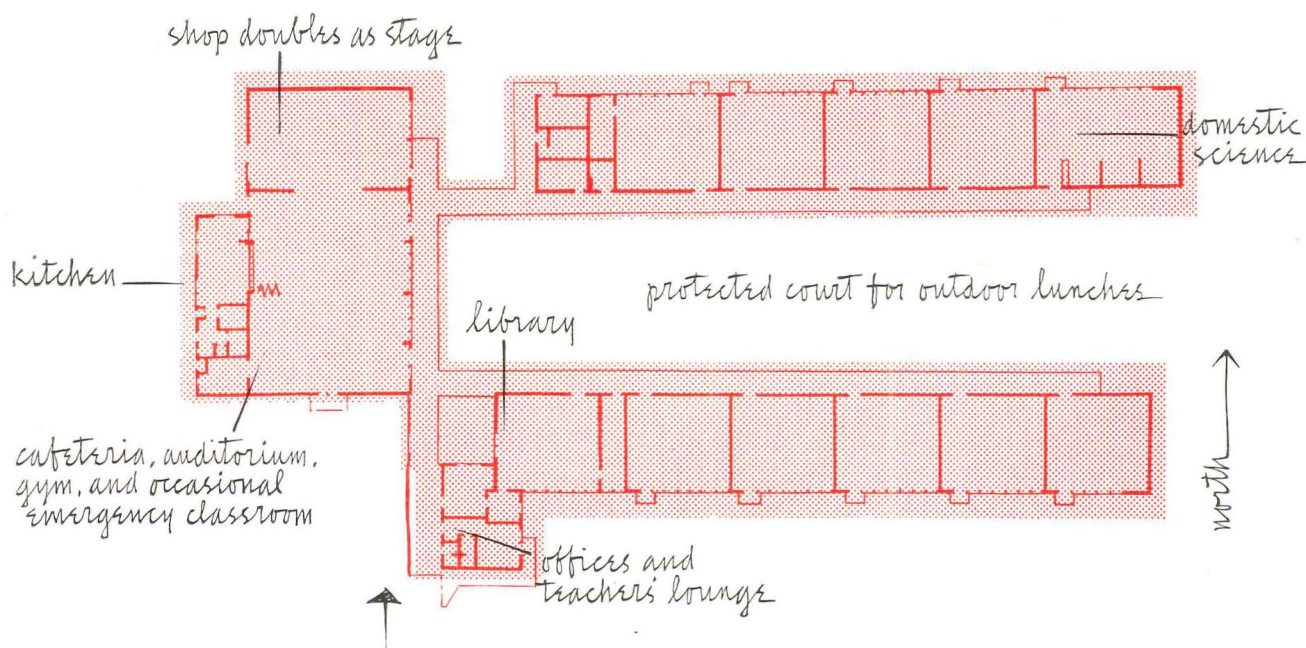 shop doubles as stage
domestic
science
kitchen
protected court for outdoor lunches
library
cafeteria, auditorium,
gym, and occasional
emergency classroom
north
offices and
teachers' lounge